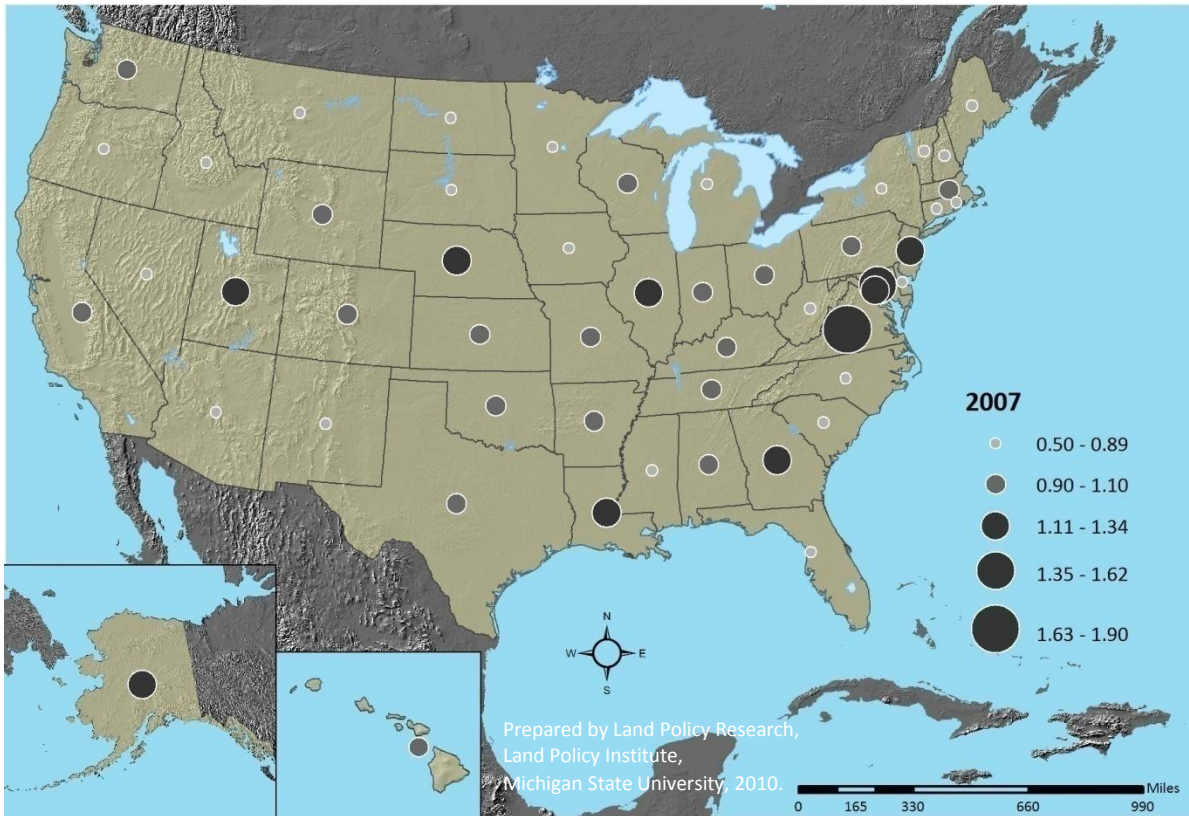 2007
0.50 - 0.89
0.90 - 1.10
1.11 - 1.34
1.35 - 1.62
1.63 - 1.90
N
W E
S
Prepared by Land Policy Research,
Land Policy Institute,
Michigan State University, 2010.
Miles
0 165 330 660 990